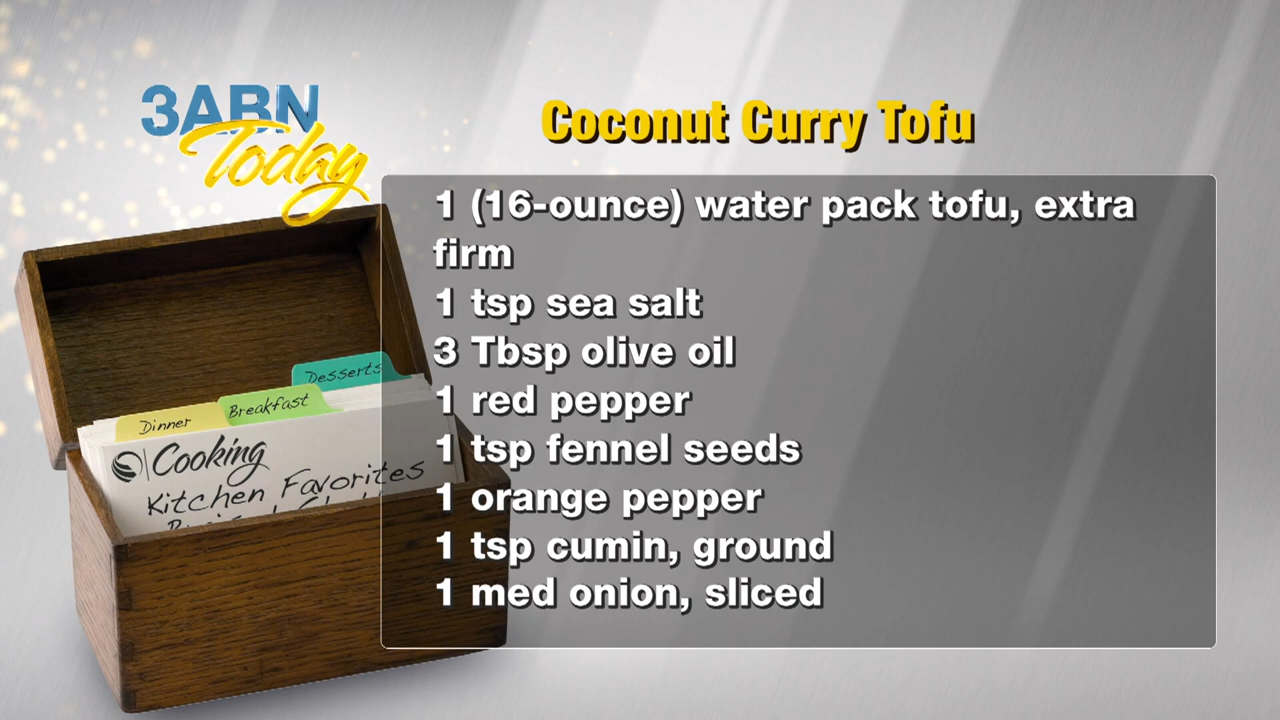 3ABN
Today
Coconut Curry Tofu
1 (16-ounce) water pack tofu, extra
firm
1 tsp sea salt
3 Tbsp olive oil
1 red pepper
1 tsp fennel seeds
1 orange pepper
1 tsp cumin, ground
1 med onion, sliced
Desserts
Breakfast
Dinner
Cooking
Kitchen Favorites